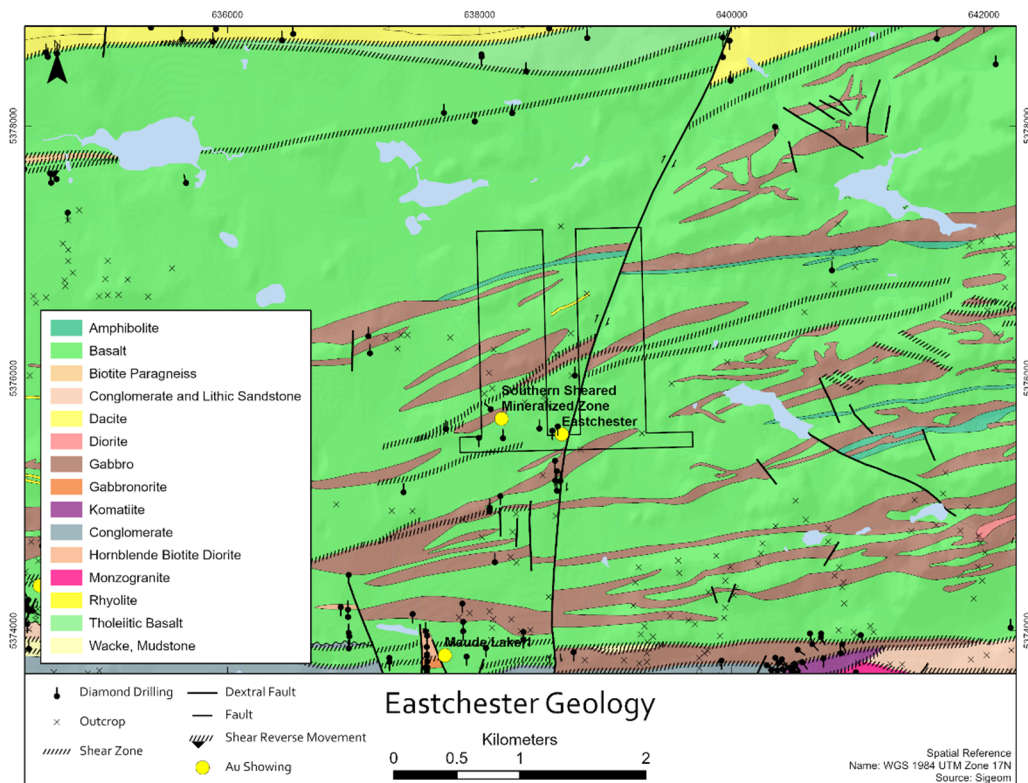 636000
638000
640000
642000
N
5378000
5378000
5376000
5376000
5374000
5374000
Southern Sheared
Mineralized Zone
Eastchester
Maude Lake
Amphibolite
Basalt
Biotite Paragneiss
Conglomerate and Lithic Sandstone
Dacite
Diorite
Gabbro
Gabbronorite
Komatiite
Conglomerate
Hornblende Biotite Diorite
Monzogranite
Rhyolite
Tholeiitic Basalt
Wacke, Mudstone
Diamond Drilling
Outcrop
Shear Zone
Dextral Fault
Fault
Shear Reverse Movement
Au Showing
Eastchester Geology
Kilometers
0 0.5 1 2
Spatial Reference
Name: WGS 1984 UTM Zone 17N
Source: Sigeom